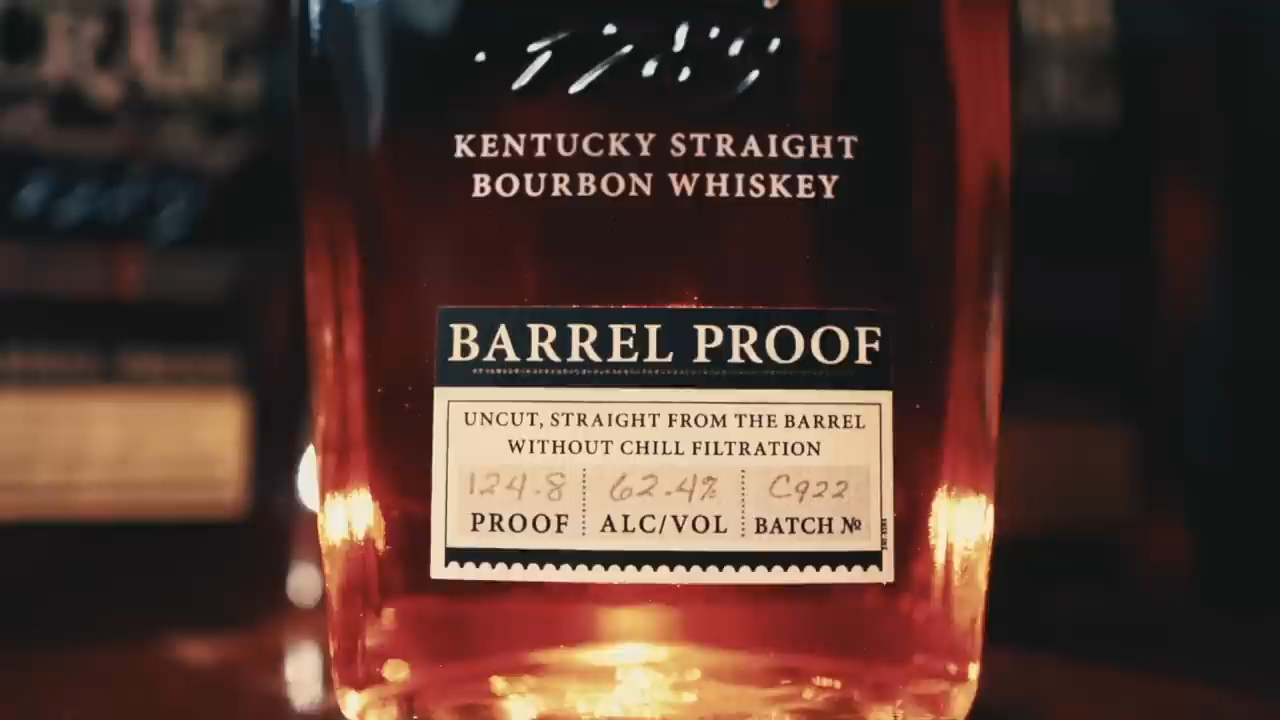 1789
KENTUCKY STRAIGHT
BOURBON WHISKEY
BARREL PROOF
UNCUT, STRAIGHT FROM THE BARREL
WITHOUT CHILL FILTRATION
124.8 62.4% C922
PROOF ALC/VOL BATCH №